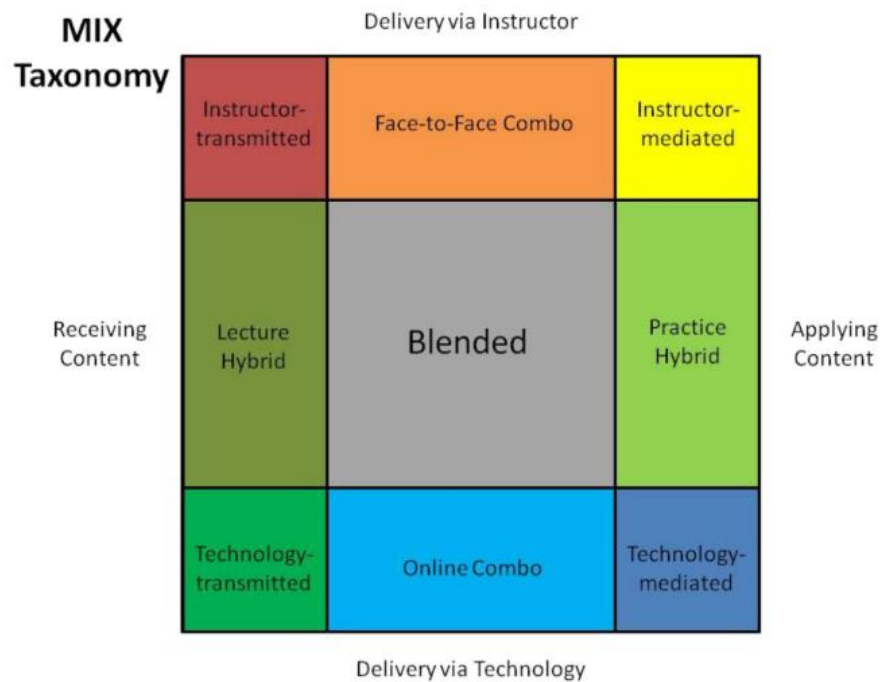 MIX
Taxonomy
Delivery via Instructor
Instructor-
transmitted
Face-to-Face Combo
Instructor-
mediated
Receiving
Content
Lecture
Hybrid
Blended
Practice
Hybrid
Applying
Content
Technology-
transmitted
Online Combo
Technology-
mediated
Delivery via Technology